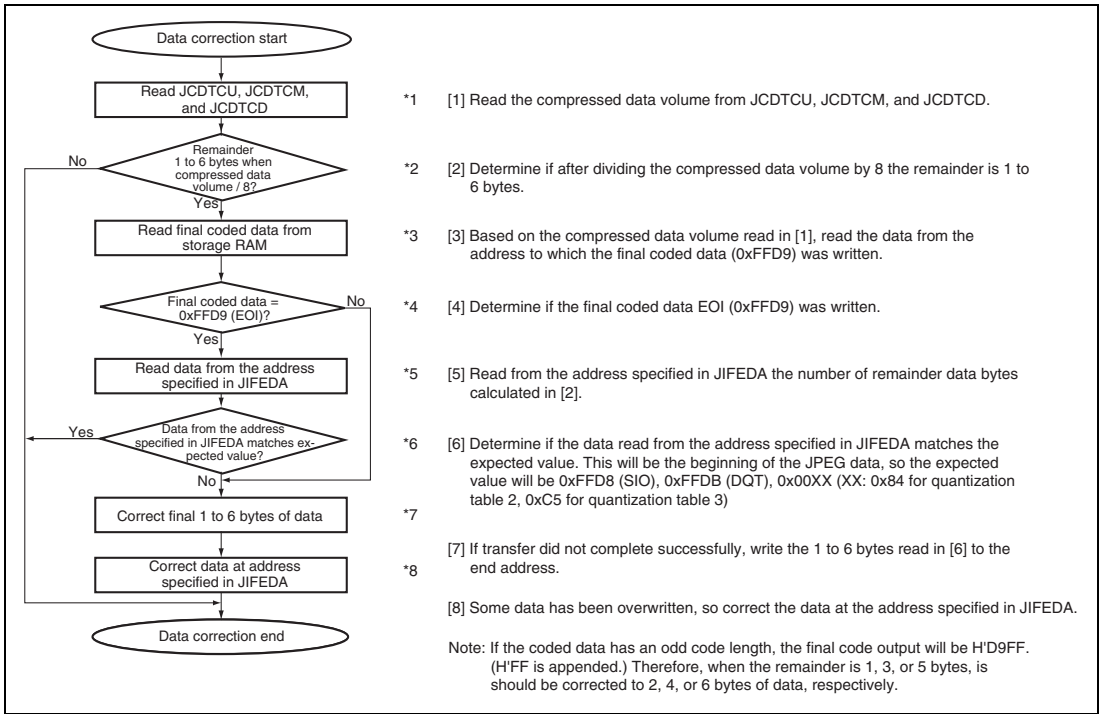 Data correction start
Read JCDTCU, JCDTCM,
and JCDTCD
*1 [1] Read the compressed data volume from JCDTCU, JCDTCM, and JCDTCD.
Remainder
1 to 6 bytes when
compressed data
volume / 8?
No
Yes
*2 [2] Determine if after dividing the compressed data volume by 8 the remainder is 1 to
6 bytes.
Read final coded data from
storage RAM
*3 [3] Based on the compressed data volume read in [1], read the data from the
address to which the final coded data (0xFFD9) was written.
Final coded data =
0xFFD9 (EOI)?
No
Yes
*4 [4] Determine if the final coded data EOI (0xFFD9) was written.
Read data from the address
specified in JIFEDA
*5 [5] Read from the address specified in JIFEDA the number of remainder data bytes
calculated in [2].
Data from the address
specified in JIFEDA matches ex-
pected value?
Yes
No
*6 [6] Determine if the data read from the address specified in JIFEDA matches the
expected value. This will be the beginning of the JPEG data, so the expected
value will be 0xFFD8 (SIO), 0xFFDB (DQT), 0x00XX (XX: 0x84 for quantization
table 2, 0xC5 for quantization table 3)
Correct final 1 to 6 bytes of data
*7
[7] If transfer did not complete successfully, write the 1 to 6 bytes read in [6] to the
end address.
Correct data at address
specified in JIFEDA
*8
[8] Some data has been overwritten, so correct the data at the address specified in JIFEDA.
Data correction end
Note: If the coded data has an odd code length, the final code output will be H'D9FF.
(H'FF is appended.) Therefore, when the remainder is 1, 3, or 5 bytes, is
should be corrected to 2, 4, or 6 bytes of data, respectively.